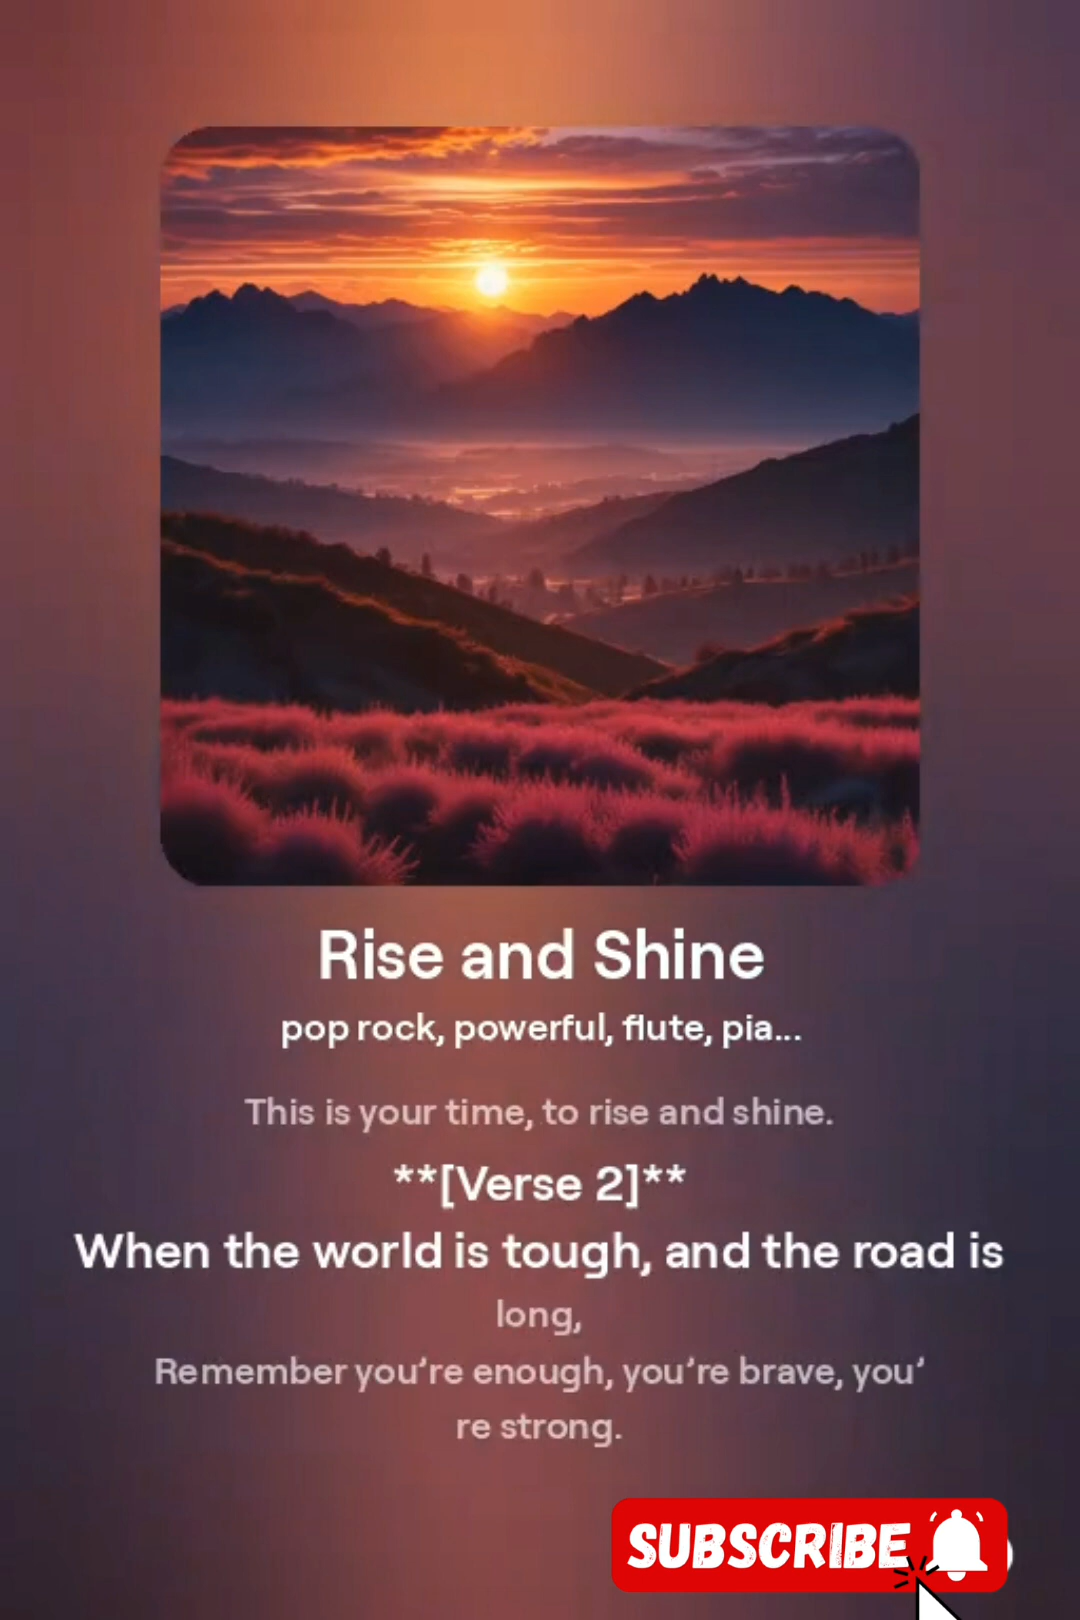 Rise and Shine
pop rock, powerful, flute, pia...
This is your time, to rise and shine.
**[Verse 2]**
When the world is tough, and the road is
long,
Remember you’re enough, you’re brave, you’
re strong.
SUBSCRIBE